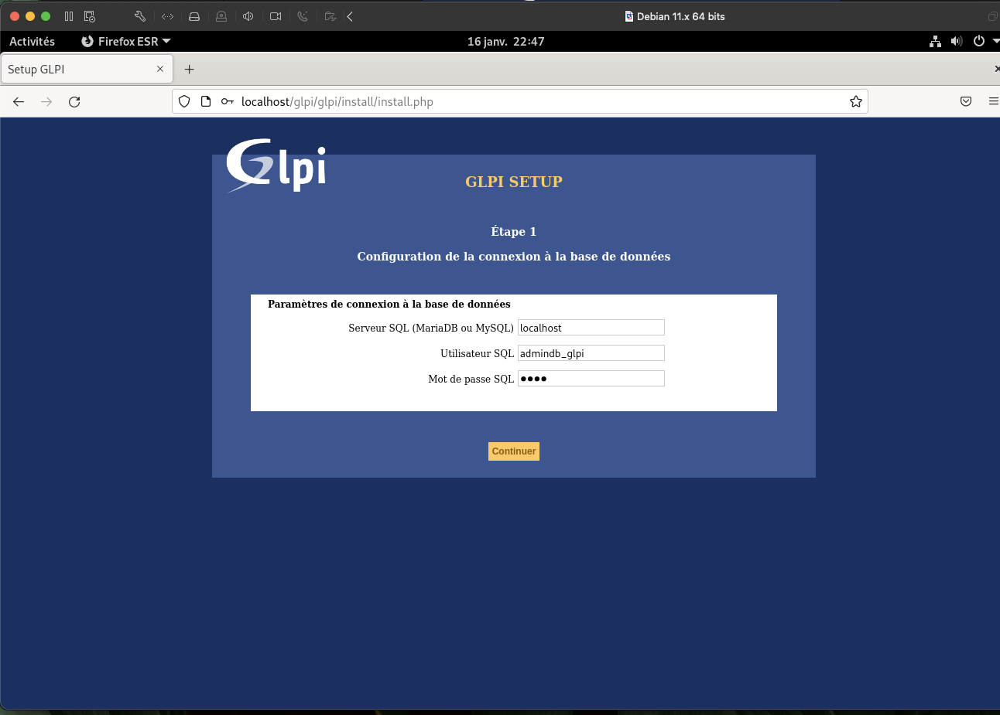 Debian 11.x 64 bits
Activités Firefox ESR 16 janv. 22:47
Setup GLPI
localhost/glpi/glpi/install/install.php
Glpi
GLPI SETUP
Étape 1
Configuration de la connexion à la base de données
Paramètres de connexion à la base de données
Serveur SQL (MariaDB ou MySQL) localhost
Utilisateur SQL admindb_glpi
Mot de passe SQL ●●●●
Continuer